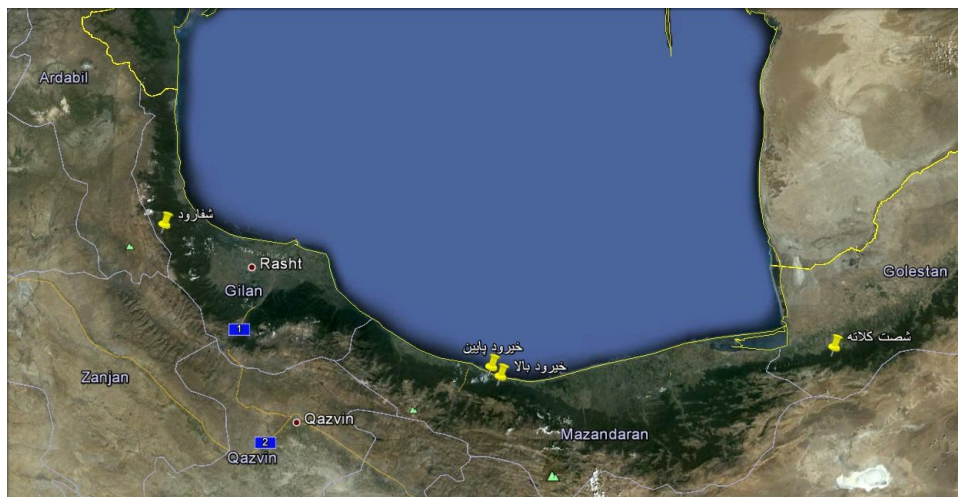 Ardabil
شفارود
Rasht
Golestan
Gilan
1
شصت کلاته
خیرود پایین
خیرود بالا
Zanjan
Qazvin
Mazandaran
2
Qazvin